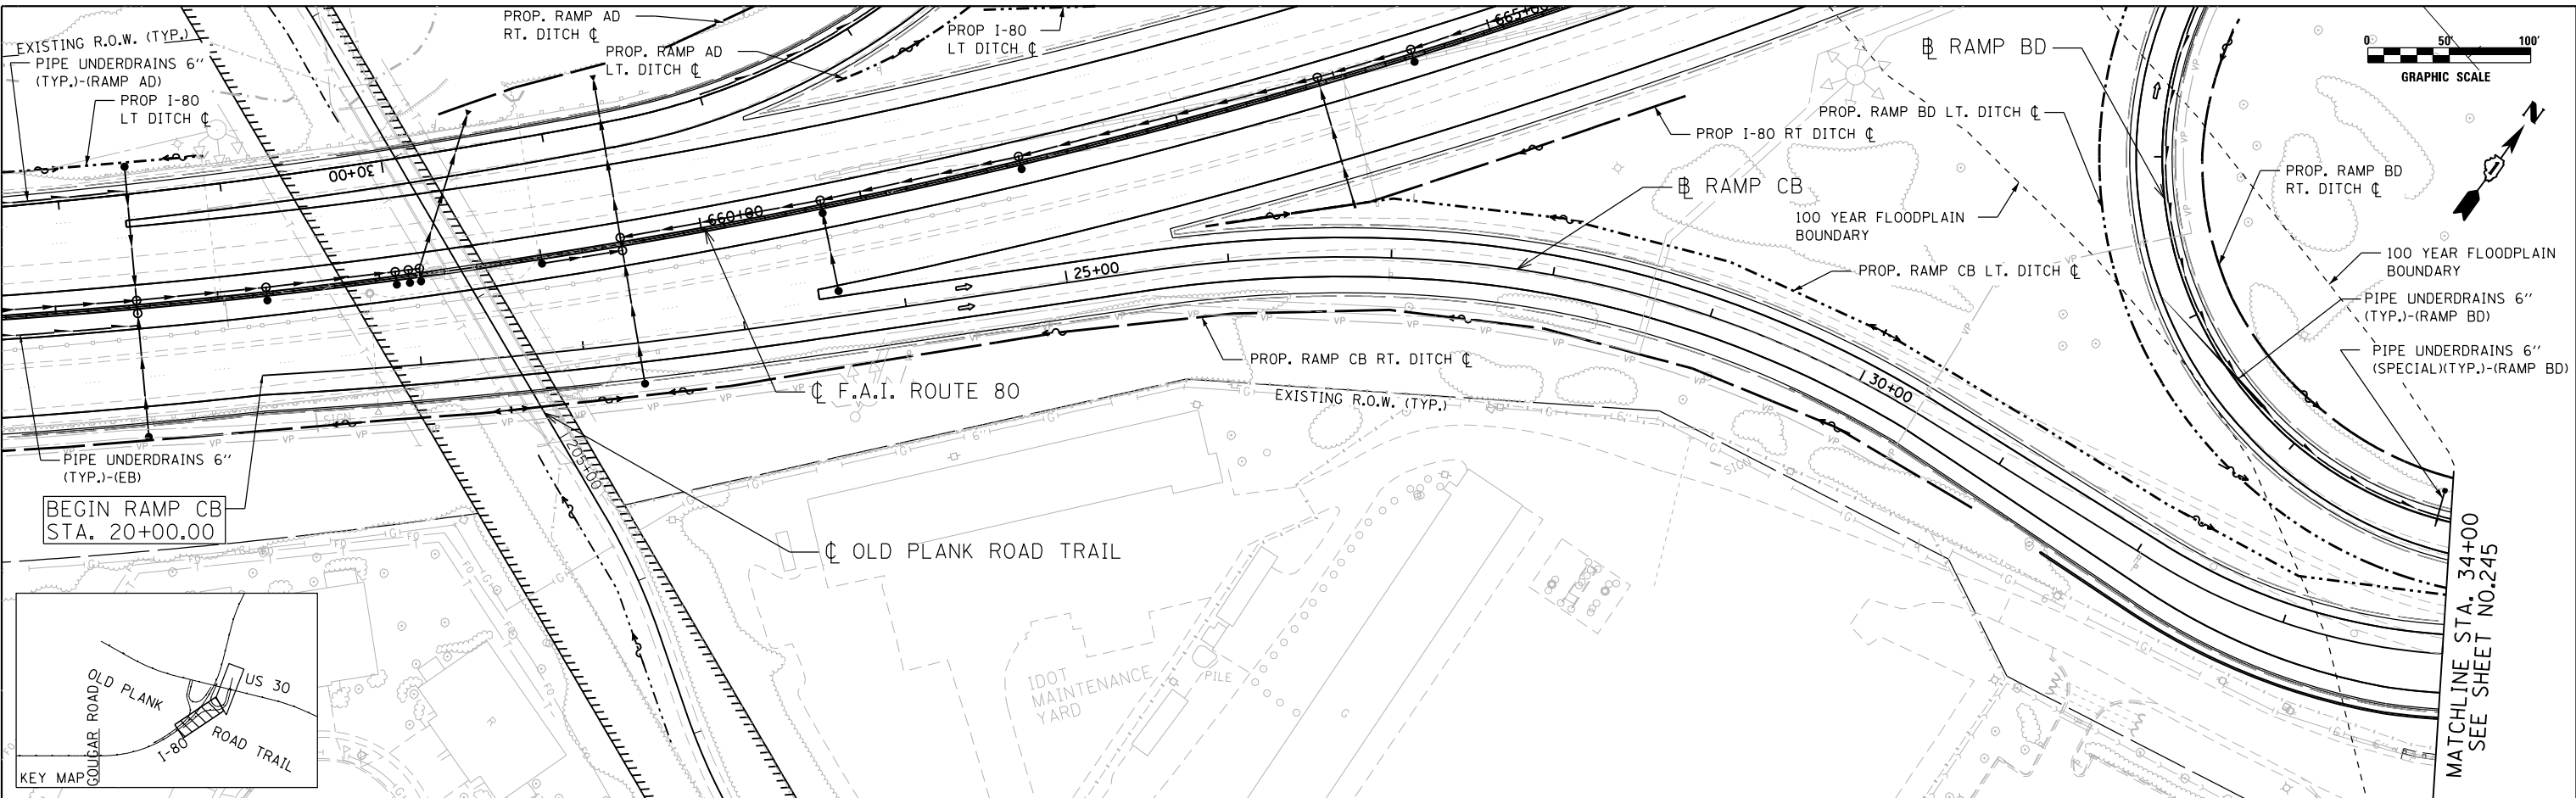 PROP. RAMP AD
RT. DITCH ℄
PROP. RAMP AD
LT. DITCH ℄
PROP I-80
LT DITCH ℄
665+00
EXISTING R.O.W. (TYP.)
PIPE UNDERDRAINS 6''
(TYP.)-(RAMP AD)
PROP I-80
LT DITCH ℄
30+00
660+00
PROP I-80 RT DITCH ℄
RAMP CB
RAMP BD
PROP. RAMP BD LT. DITCH ℄
100 YEAR FLOODPLAIN
BOUNDARY
PROP. RAMP CB LT. DITCH ℄
0 50' 100'
GRAPHIC SCALE
N
PROP. RAMP BD
RT. DITCH ℄
100 YEAR FLOODPLAIN
BOUNDARY
PIPE UNDERDRAINS 6''
(TYP.)-(RAMP BD)
PIPE UNDERDRAINS 6''
(SPECIAL)(TYP.)-(RAMP BD)
25+00
30+00
PROP. RAMP CB RT. DITCH ℄
℄ F.A.I. ROUTE 80
EXISTING R.O.W. (TYP.)
SIGN
SIGN
PIPE UNDERDRAINS 6''
(TYP.)-(EB)
BEGIN RAMP CB
STA. 20+00.00
205+00
℄ OLD PLANK ROAD TRAIL
IDOT
MAINTENANCE
YARD
PILE
MATCHLINE STA. 34+00
SEE SHEET NO.245
OLD PLANK
ROAD TRAIL
US 30
GOUGAR ROAD
I-80
KEY MAP